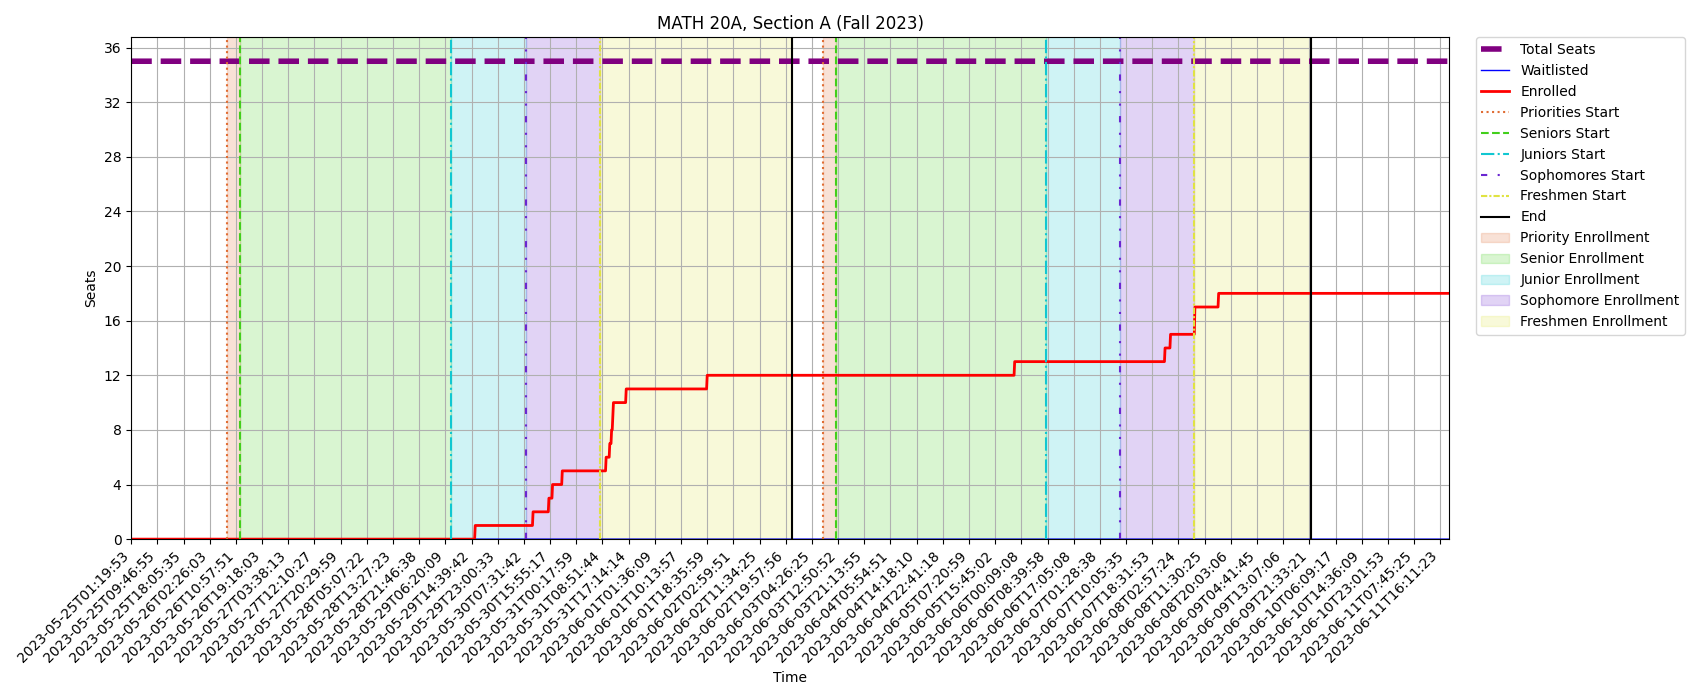 MATH 20A, Section A (Fall 2023)
Total Seats
Waitlisted
Enrolled
Priorities Start
Seniors Start
Juniors Start
Sophomores Start
Freshmen Start
End
Priority Enrollment
Senior Enrollment
Junior Enrollment
Sophomore Enrollment
Freshmen Enrollment
Seats
36
32
28
24
20
16
12
8
4
0
2023-05-25T01:19:53
2023-05-25T09:46:55
2023-05-25T18:05:35
2023-05-26T02:26:03
2023-05-26T10:57:51
2023-05-26T19:18:03
2023-05-27T03:38:13
2023-05-27T12:10:27
2023-05-27T20:29:59
2023-05-28T05:07:22
2023-05-28T13:27:23
2023-05-28T21:46:38
2023-05-29T06:20:09
2023-05-29T14:39:42
2023-05-29T23:00:33
2023-05-30T07:31:42
2023-05-30T15:55:17
2023-05-31T00:17:59
2023-05-31T08:51:44
2023-05-31T17:14:14
2023-06-01T01:36:09
2023-06-01T10:13:57
2023-06-01T18:35:59
2023-06-02T02:59:51
2023-06-02T11:34:25
2023-06-02T19:57:56
2023-06-03T04:26:25
2023-06-03T12:50:52
2023-06-03T21:13:55
2023-06-04T05:54:51
2023-06-04T14:18:10
2023-06-04T22:41:18
2023-06-05T07:20:59
2023-06-05T15:45:02
2023-06-06T00:09:08
2023-06-06T08:39:58
2023-06-06T17:05:08
2023-06-07T01:28:38
2023-06-07T10:05:35
2023-06-07T18:31:53
2023-06-08T02:57:24
2023-06-08T11:30:25
2023-06-08T20:03:06
2023-06-09T04:41:45
2023-06-09T13:07:06
2023-06-09T21:33:21
2023-06-10T06:09:17
2023-06-10T14:36:09
2023-06-10T23:01:53
2023-06-11T07:45:25
2023-06-11T16:11:23
Time